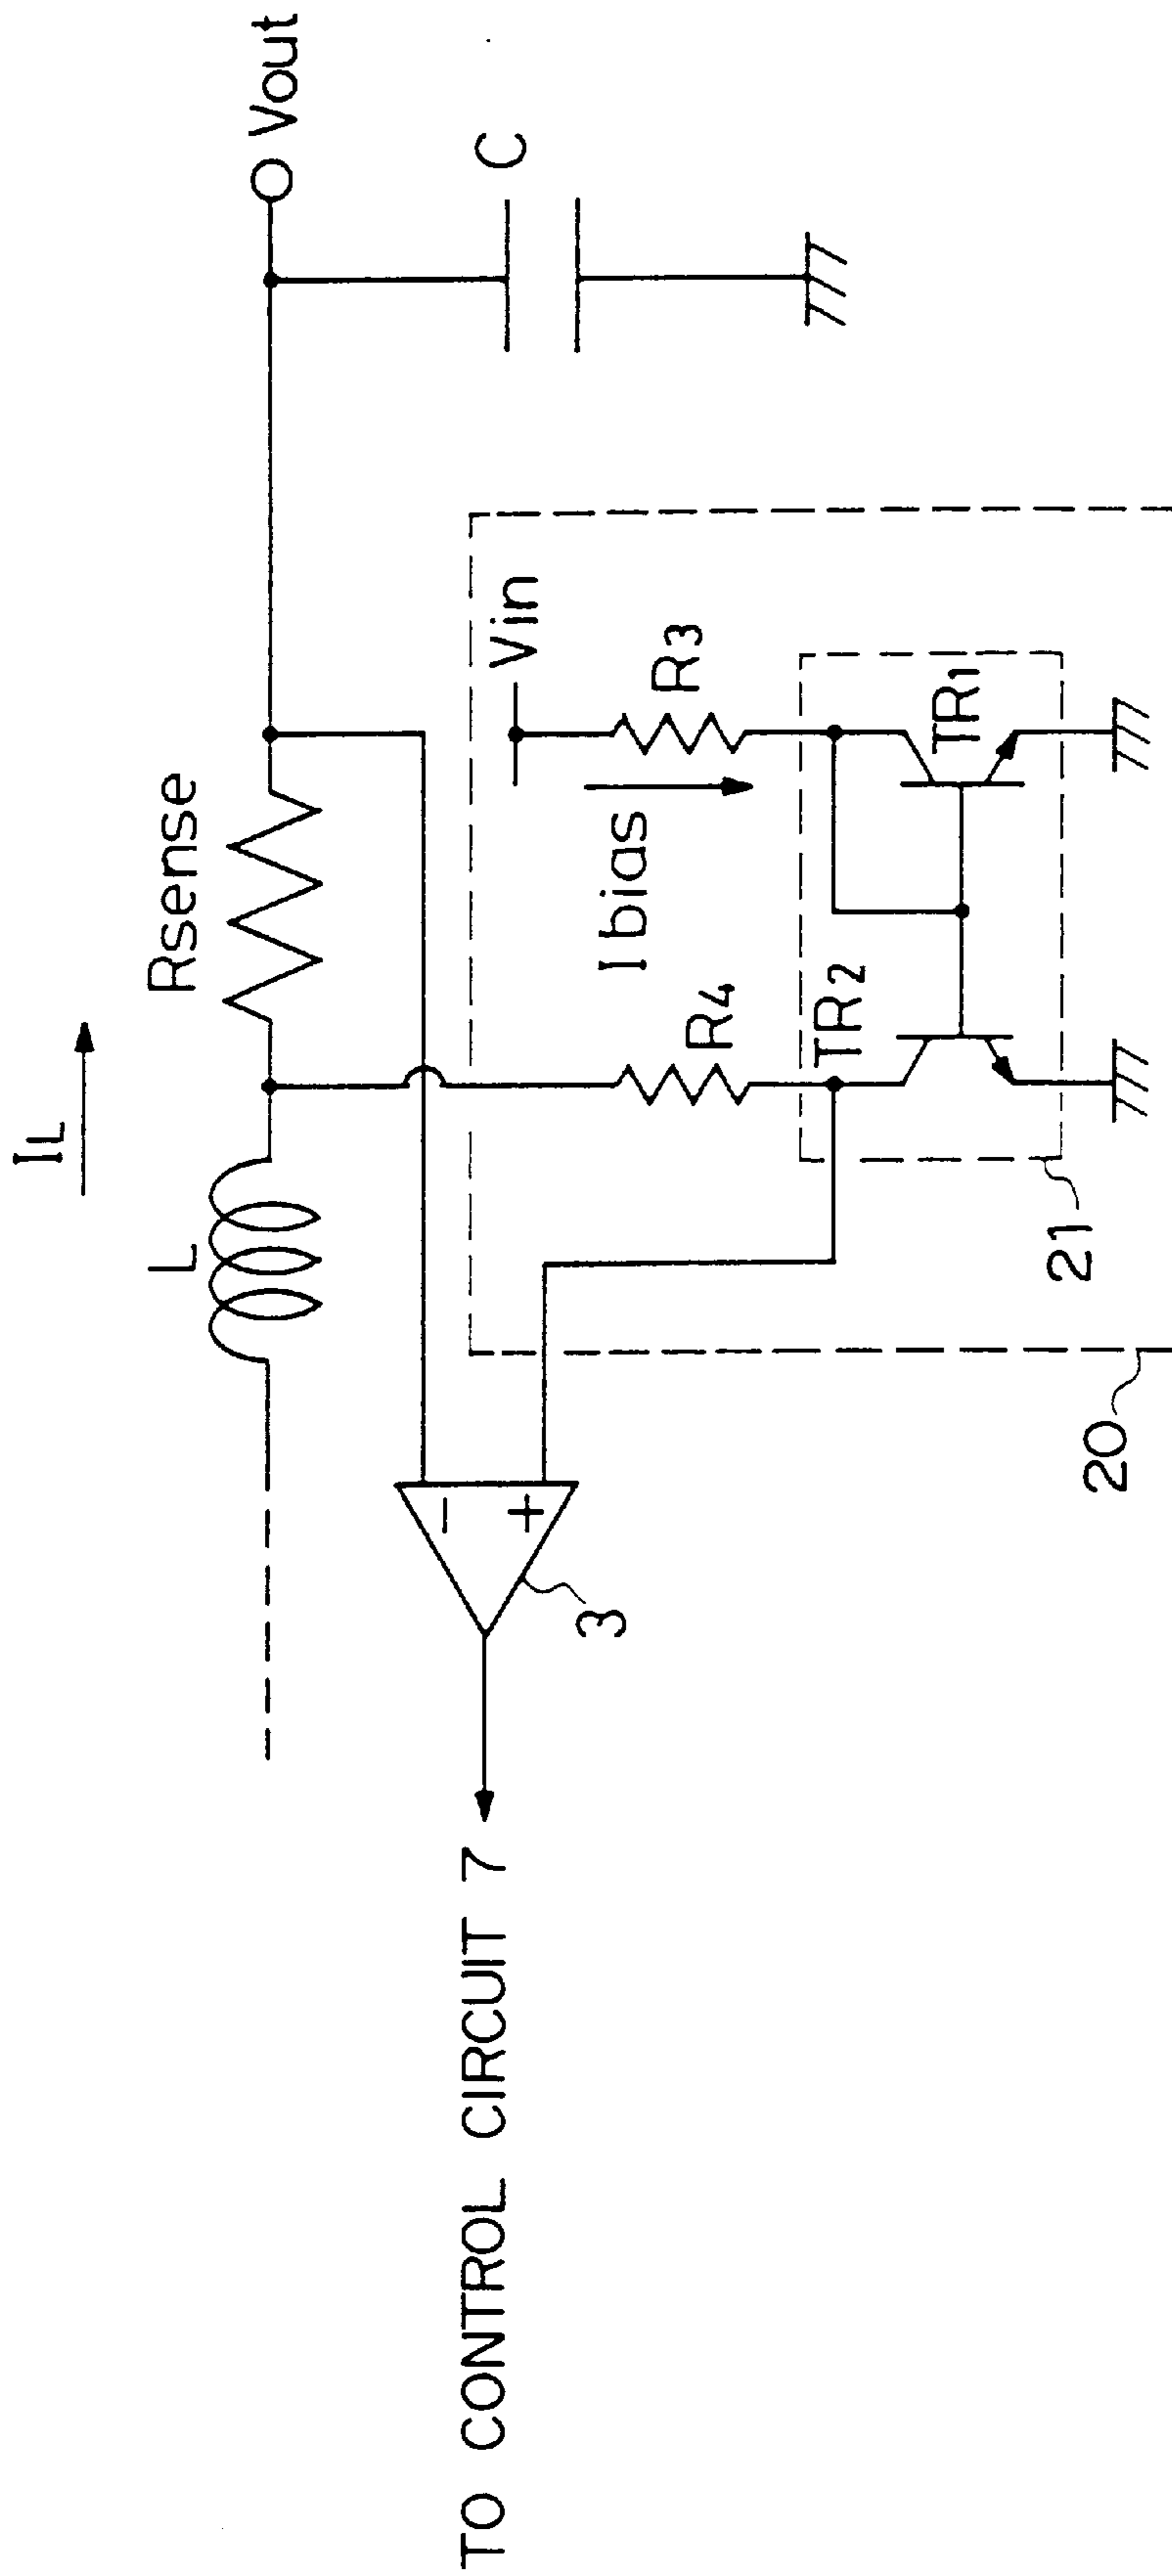 IL
L
Rsense
Vout
C
Vin
R3
Ibias
R4
TR2
TR1
21
20
3
TO CONTROL CIRCUIT 7
-
+